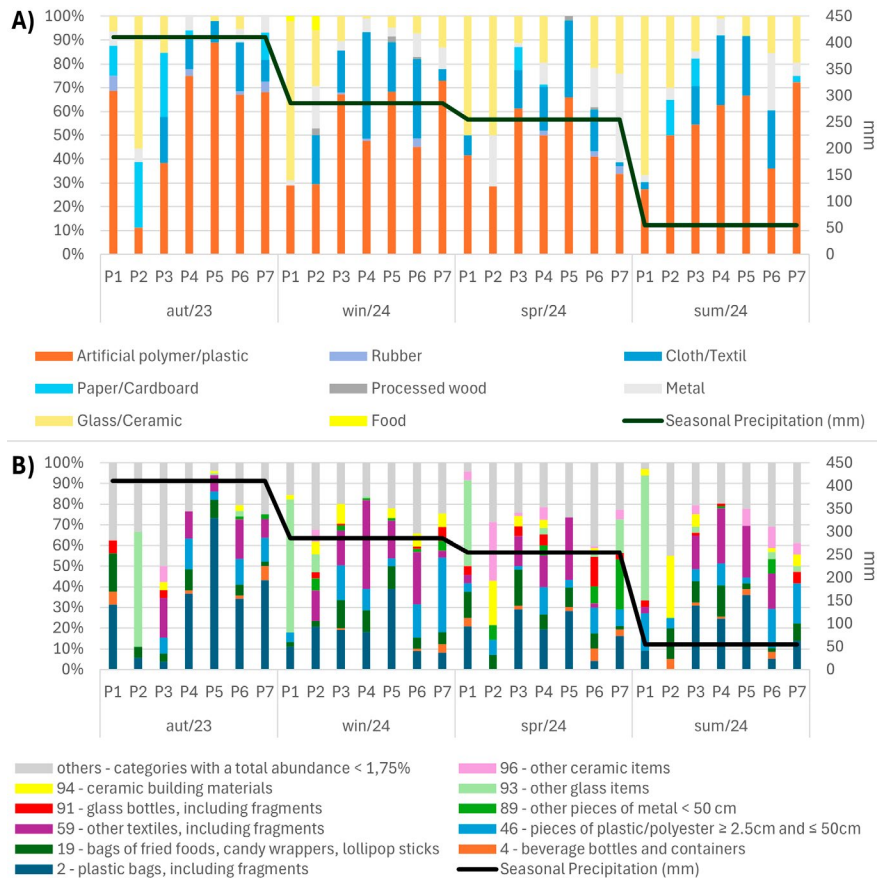 A)
100% 450
90% 400
80% 350
70% 300
60% 250
50% 200
40% 150
30% 100
20% 50
10% 0
0%
mm
P1 P2 P3 P4 P5 P6 P7 P1 P2 P3 P4 P5 P6 P7 P1 P2 P3 P4 P5 P6 P7 P1 P2 P3 P4 P5 P6 P7
aut/23 win/24 spr/24 sum/24
Artificial polymer/plastic Rubber Cloth/Textil
Paper/Cardboard Processed wood Metal
Glass/Ceramic Food Seasonal Precipitation (mm)
B)
100% 450
90% 400
80% 350
70% 300
60% 250
50% 200
40% 150
30% 100
20% 50
10% 0
0%
mm
P1 P2 P3 P4 P5 P6 P7 P1 P2 P3 P4 P5 P6 P7 P1 P2 P3 P4 P5 P6 P7 P1 P2 P3 P4 P5 P6 P7
aut/23 win/24 spr/24 sum/24
others - categories with a total abundance < 1,75% 96 - other ceramic items
94 - ceramic building materials 93 - other glass items
91 - glass bottles, including fragments 89 - other pieces of metal < 50 cm
59 - other textiles, including fragments 46 - pieces of plastic/polyester ≥ 2.5cm and ≤ 50cm
19 - bags of fried foods, candy wrappers, lollipop sticks 4 - beverage bottles and containers
2 - plastic bags, including fragments Seasonal Precipitation (mm)